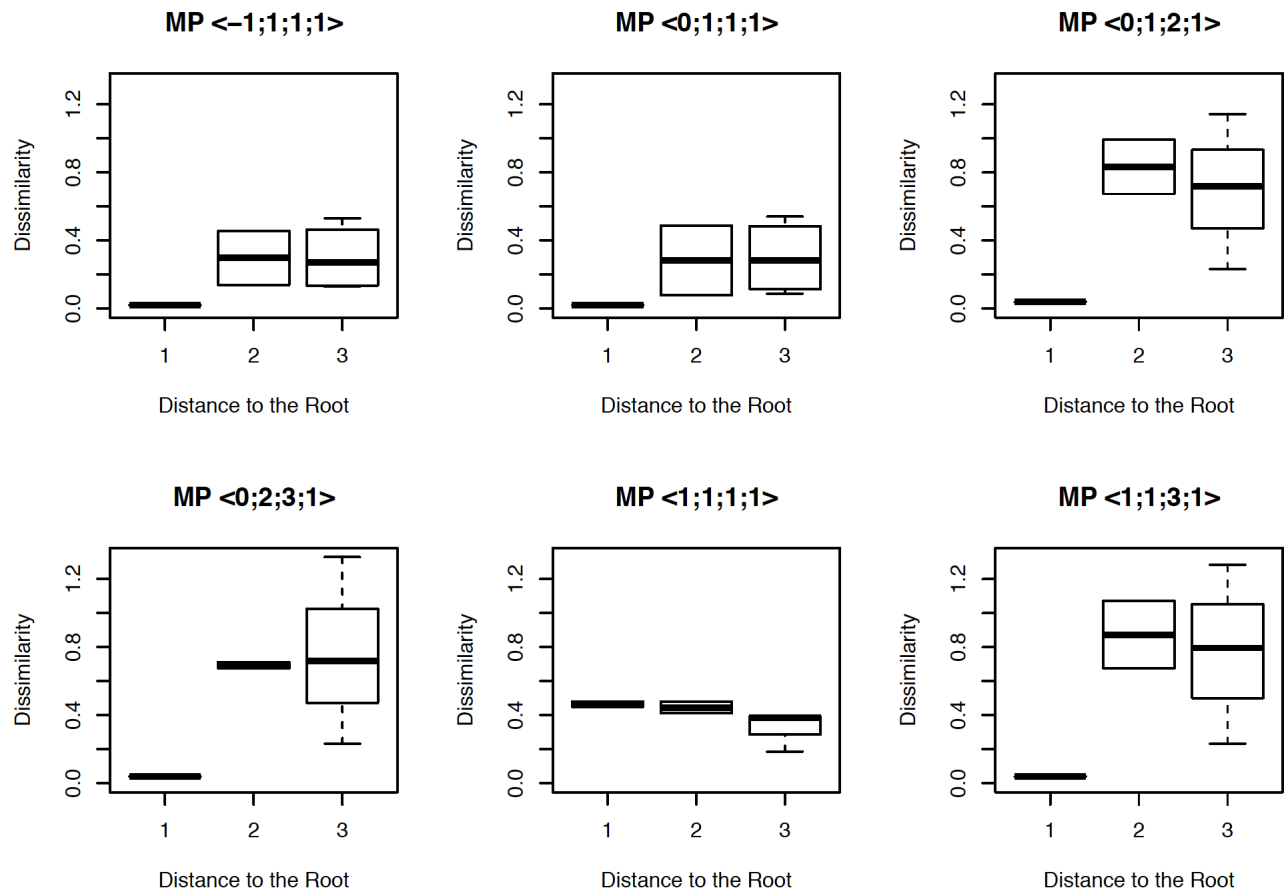 MP <−1;1;1;1>
Dissimilarity
1.2
0.8
0.4
0.0
1 2 3
Distance to the Root
MP <0;1;1;1>
Dissimilarity
1.2
0.8
0.4
0.0
1 2 3
Distance to the Root
MP <0;1;2;1>
Dissimilarity
1.2
0.8
0.4
0.0
1 2 3
Distance to the Root
MP <0;2;3;1>
Dissimilarity
1.2
0.8
0.4
0.0
1 2 3
Distance to the Root
MP <1;1;1;1>
Dissimilarity
1.2
0.8
0.4
0.0
1 2 3
Distance to the Root
MP <1;1;3;1>
Dissimilarity
1.2
0.8
0.4
0.0
1 2 3
Distance to the Root